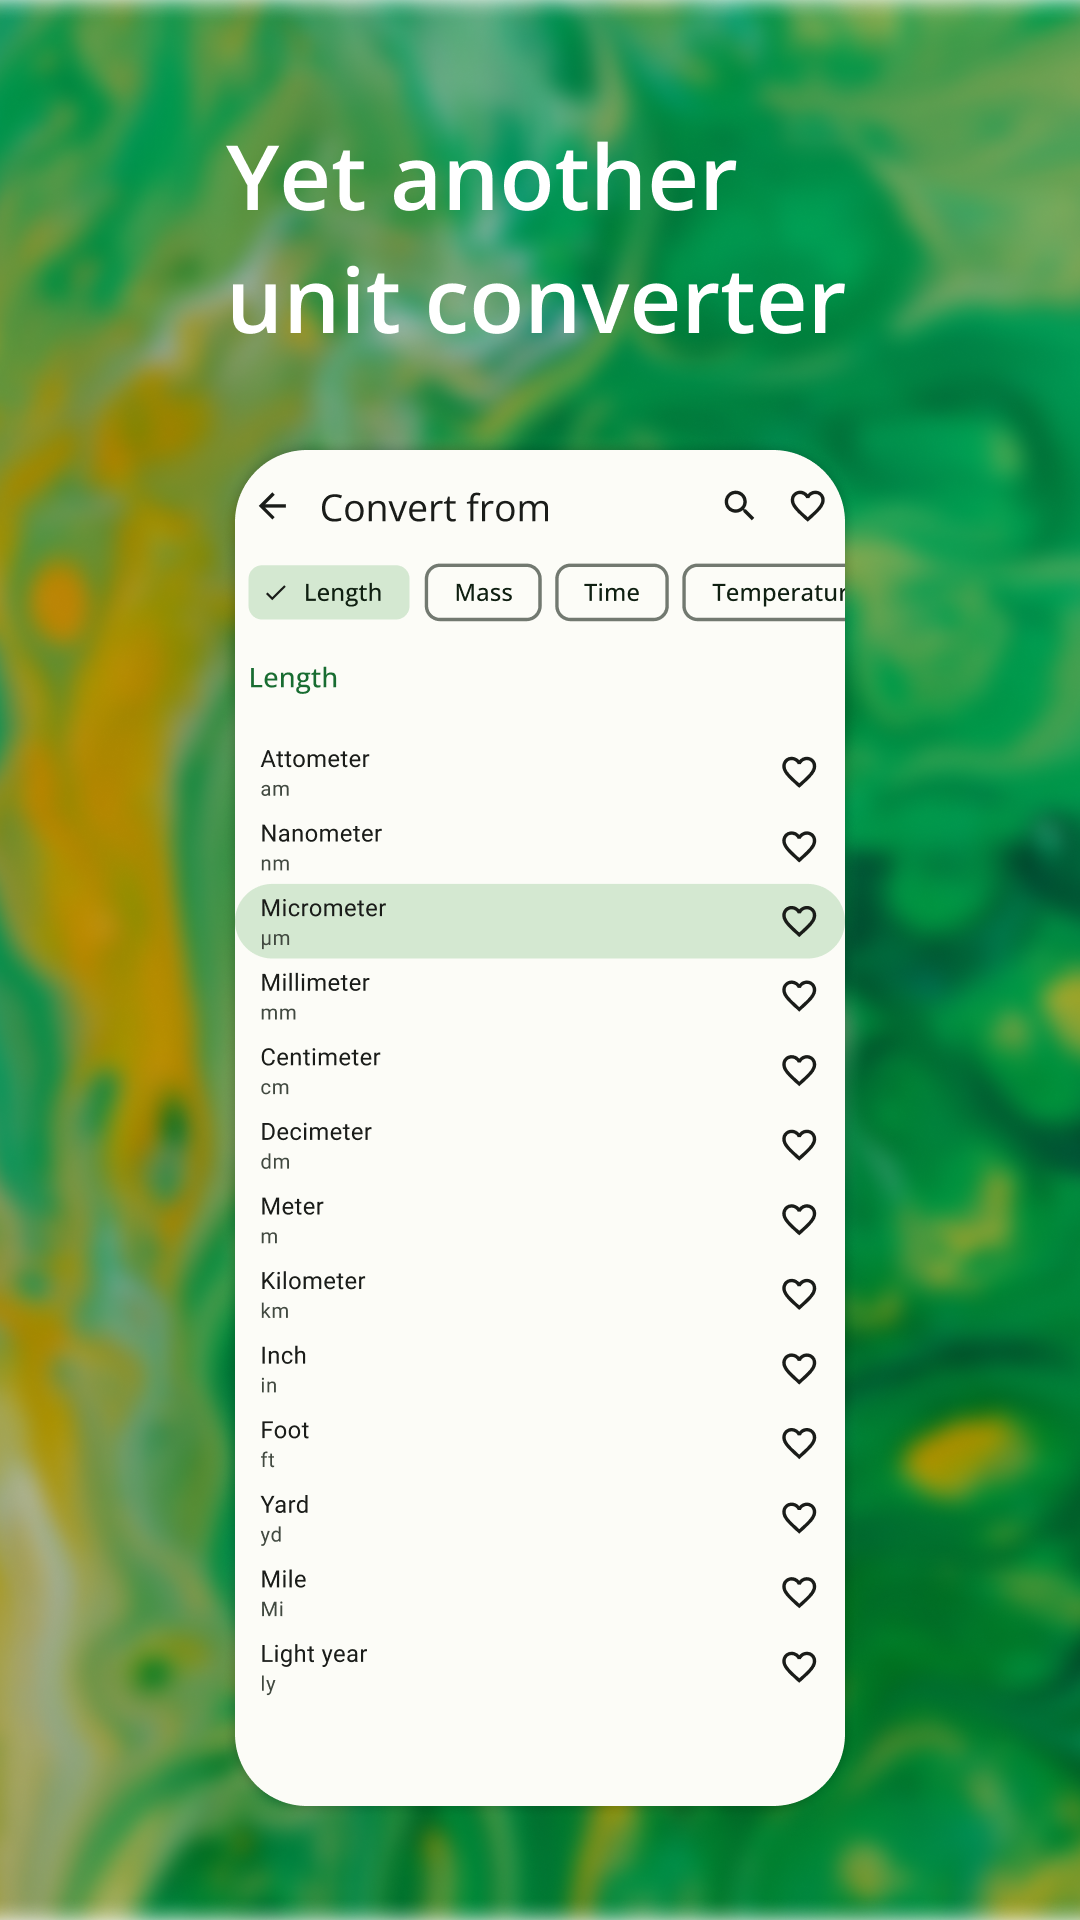 Yet another
unit converter
Convert from
Length Mass Time Temperatur
Length
Attometer
am
Nanometer
nm
Micrometer
µm
Millimeter
mm
Centimeter
cm
Decimeter
dm
Meter
m
Kilometer
km
Inch
in
Foot
ft
Yard
yd
Mile
Mi
Light year
ly